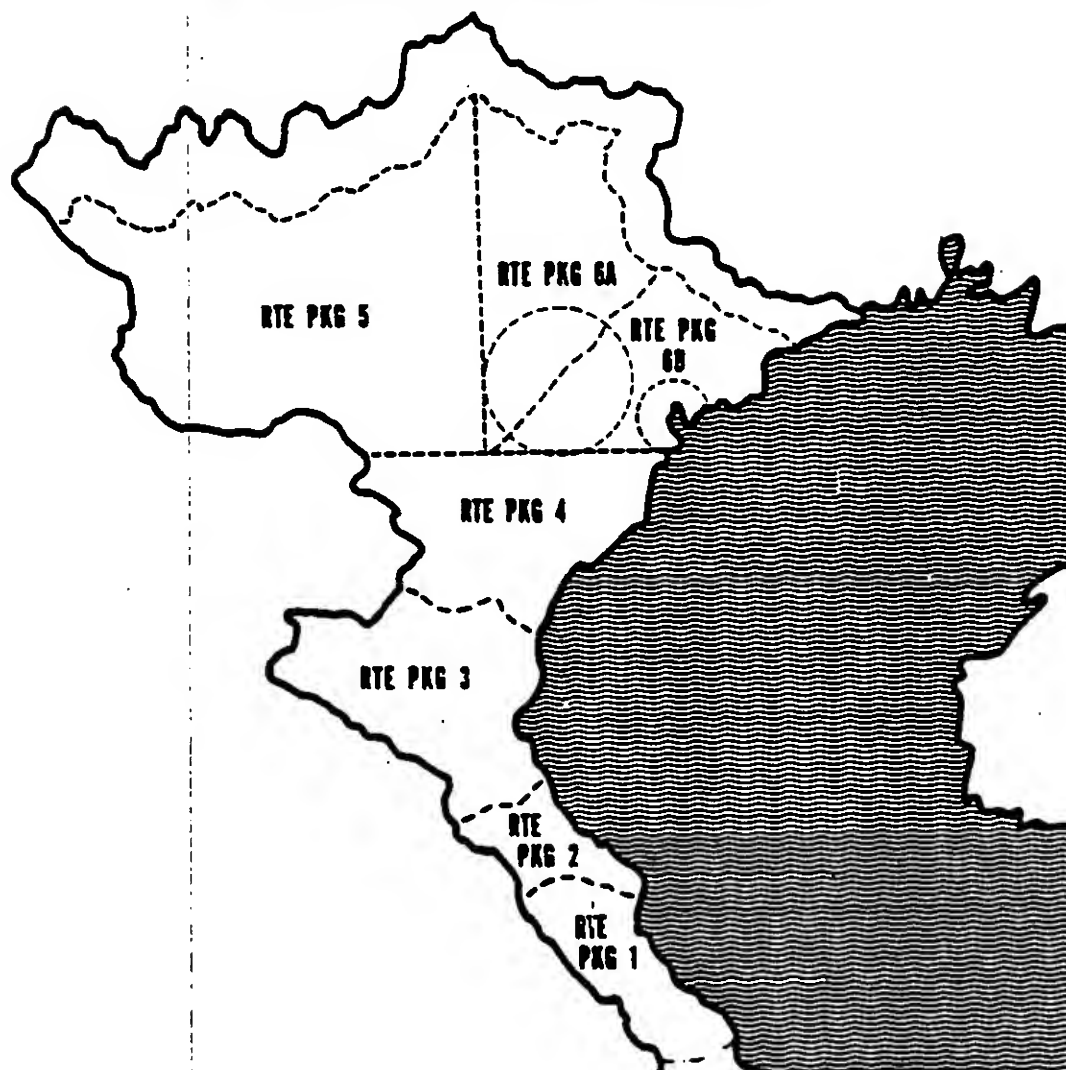 RTE PKG 6A
RTE PKG 5
RTE PKG
6B
RTE PKG 4
RTE PKG 3
RTE
PKG 2
RTE
PKG 1